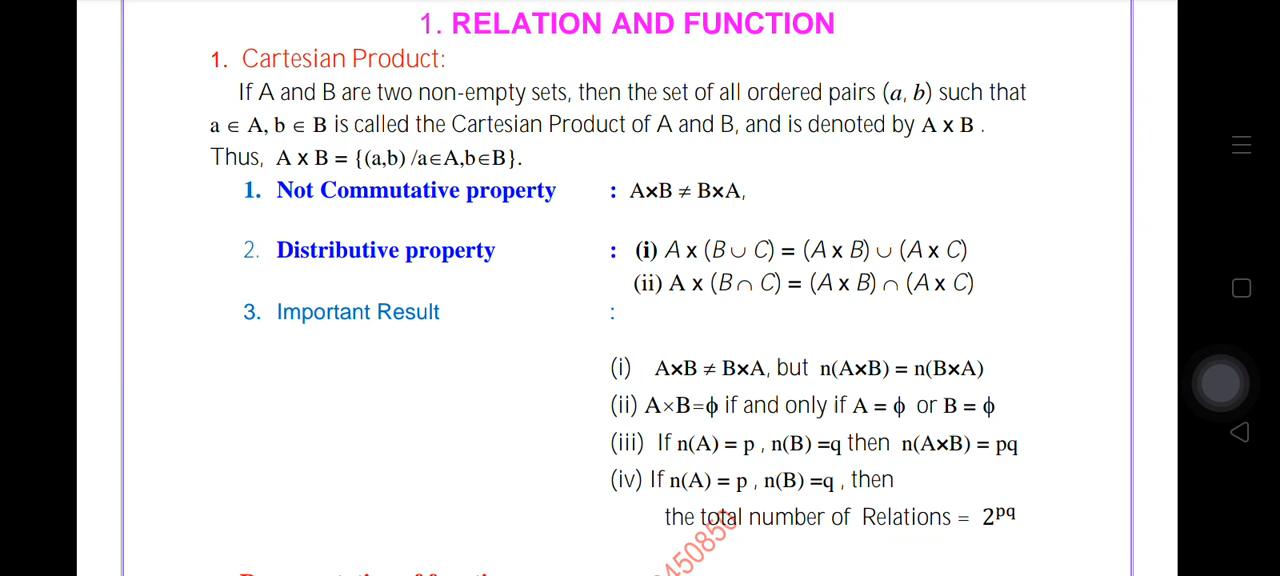 1. RELATION AND FUNCTION
1. Cartesian Product:
If A and B are two non-empty sets, then the set of all ordered pairs (a, b) such that
a ∈ A, b ∈ B is called the Cartesian Product of A and B, and is denoted by A x B .
Thus, A x B = {(a,b) /a∈A,b∈B}.
1. Not Commutative property : A×B ≠ B×A,
2. Distributive property : (i) A x (B ∪ C) = (A x B) ∪ (A x C)
(ii) A x (B ∩ C) = (A x B) ∩ (A x C)
3. Important Result :
(i) A×B ≠ B×A, but n(A×B) = n(B×A)
(ii) A×B=ϕ if and only if A = ϕ or B = ϕ
(iii) If n(A) = p , n(B) =q then n(A×B) = pq
(iv) If n(A) = p , n(B) =q , then
the total number of Relations = 2ᵖ𐞥
450850